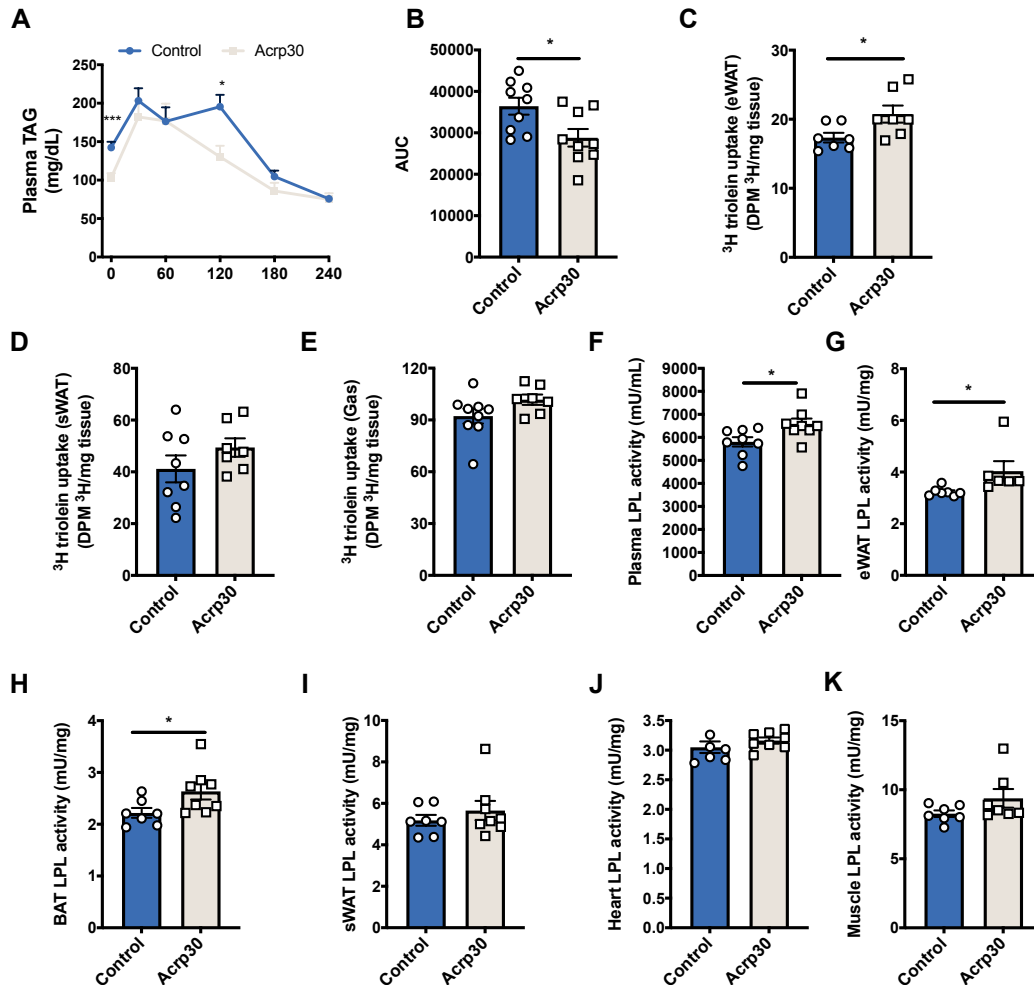 A
Control
Acrp30
Plasma TAG
(mg/dL)
250
200
150
100
50
0
***
*
0
60
120
180
240
B
AUC
50000
40000
30000
20000
10000
0
*
Control
Acrp30
C
³H triolein uptake (eWAT)
(DPM ³H/mg tissue)
30
20
10
0
*
Control
Acrp30
D
³H triolein uptake (sWAT)
(DPM ³H/mg tissue)
80
60
40
20
0
Control
Acrp30
E
³H triolein uptake (Gas)
(DPM ³H/mg tissue)
120
90
60
30
0
Control
Acrp30
F
Plasma LPL activity (mU/mL)
9000
8000
7000
6000
5000
4000
3000
2000
1000
0
*
Control
Acrp30
G
eWAT LPL activity (mU/mg)
8
6
4
2
0
*
Control
Acrp30
H
BAT LPL activity (mU/mg)
4
3
2
1
0
*
Control
Acrp30
I
sWAT LPL activity (mU/mg)
10
8
6
4
2
0
Control
Acrp30
J
Heart LPL activity (mU/mg)
3.5
3.0
2.5
2.0
1.5
1.0
0.5
0.0
Control
Acrp30
K
Muscle LPL activity (mU/mg)
15
10
5
0
Control
Acrp30